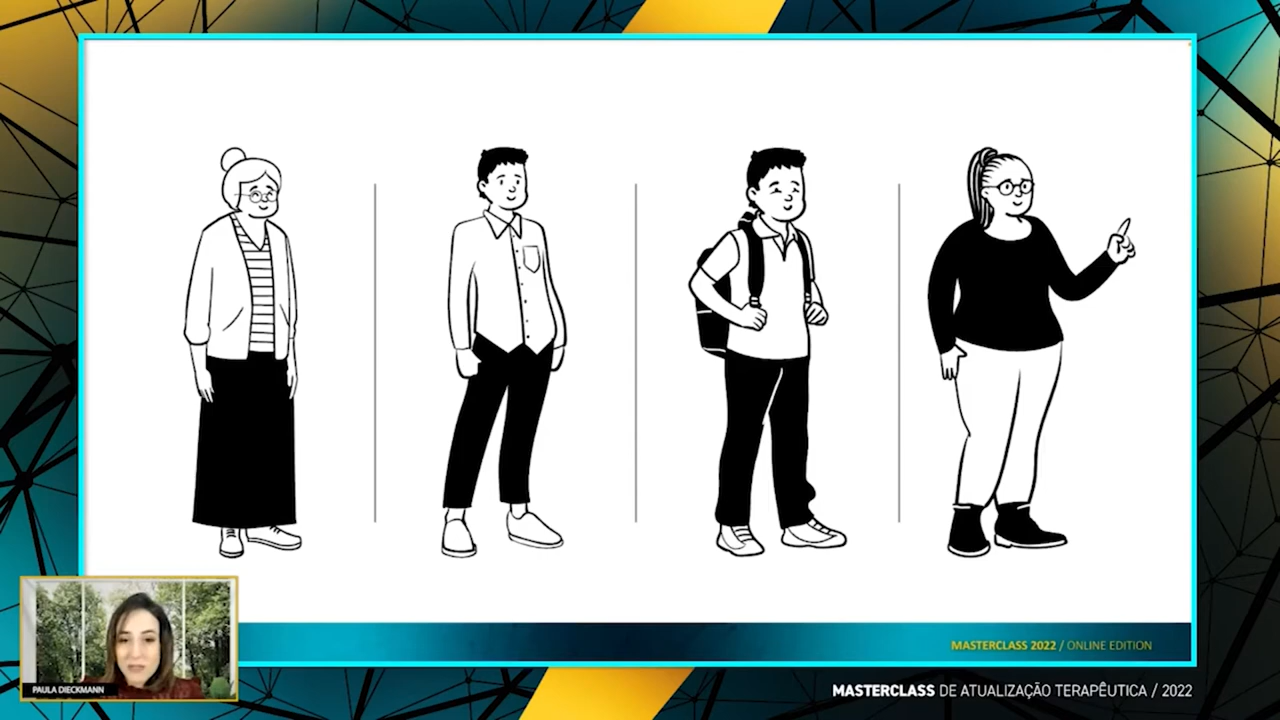 MASTERCLASS 2022 / ONLINE EDITION
PAULA DIECKMANN
MASTERCLASS DE ATUALIZAÇÃO TERAPÊUTICA / 2022